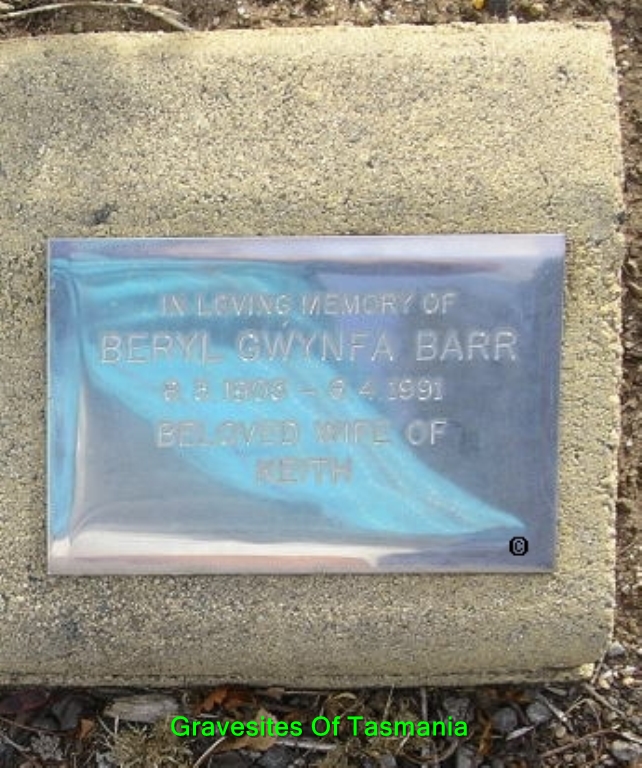 IN LOVING MEMORY OF
BERYL GWYNFA BARR
– 6.4.1991
BELOVED WIFE OF
KEITH
©
Gravesites Of Tasmania